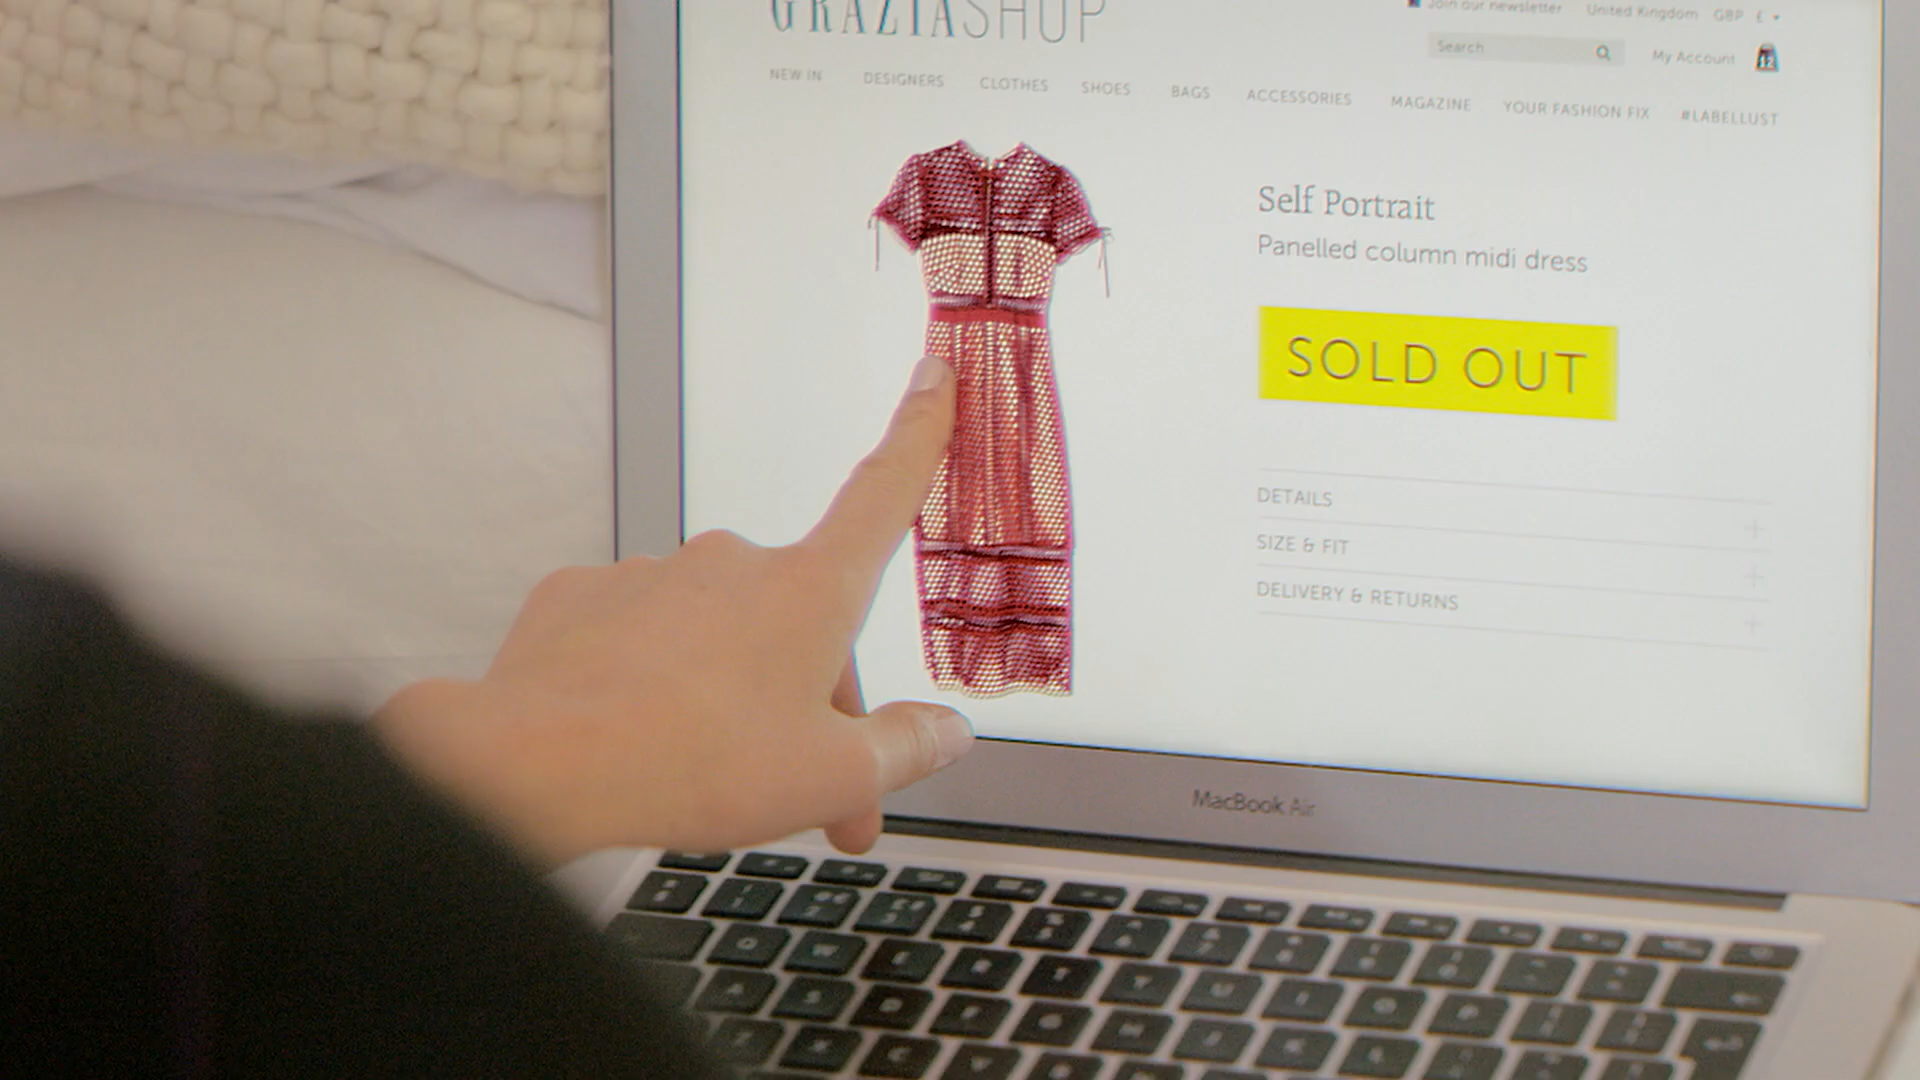 GRAZIASHOP
Join our newsletter United Kingdom GBP £
Search My Account 12
NEW IN DESIGNERS CLOTHES SHOES BAGS ACCESSORIES MAGAZINE YOUR FASHION FIX #LABELLUST
Self Portrait
Panelled column midi dress
SOLD OUT
DETAILS
SIZE & FIT
DELIVERY & RETURNS
MacBook Air
Q W E R T Y U I O P
A S D F G H J K L
Z X C V B N M